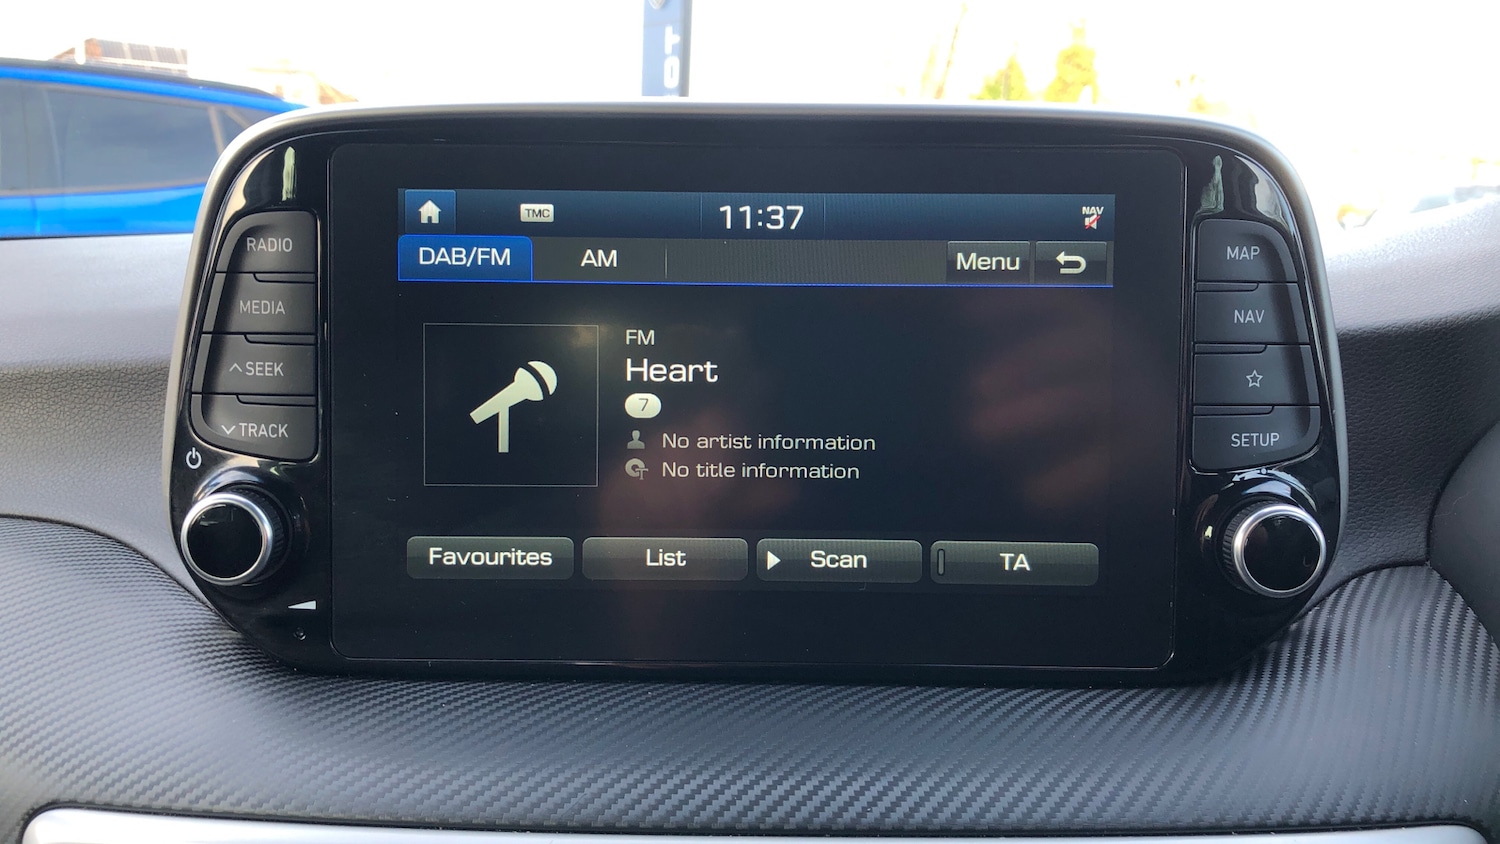 TMC
11:37
NAV
DAB/FM
AM
Menu
FM
Heart
7
No artist information
No title information
Favourites
List
Scan
TA
RADIO
MEDIA
SEEK
TRACK
MAP
NAV
SETUP